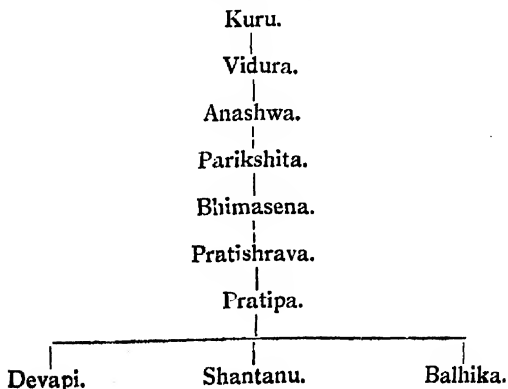 Kuru.
Vidura.
Anashwa.
Parikshita.
Bhimasena.
Pratishrava.
Pratipa.
Devapi. Shantanu. Balhika.